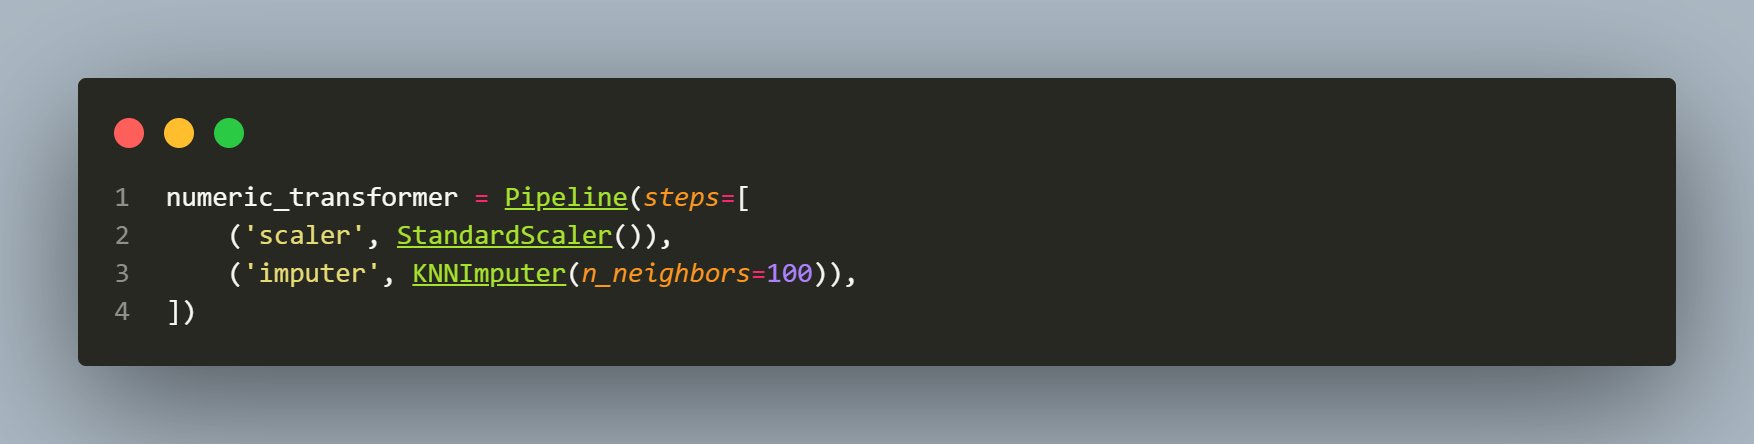 1 numeric_transformer = Pipeline(steps=[
2     ('scaler', StandardScaler()),
3     ('imputer', KNNImputer(n_neighbors=100)),
4 ])